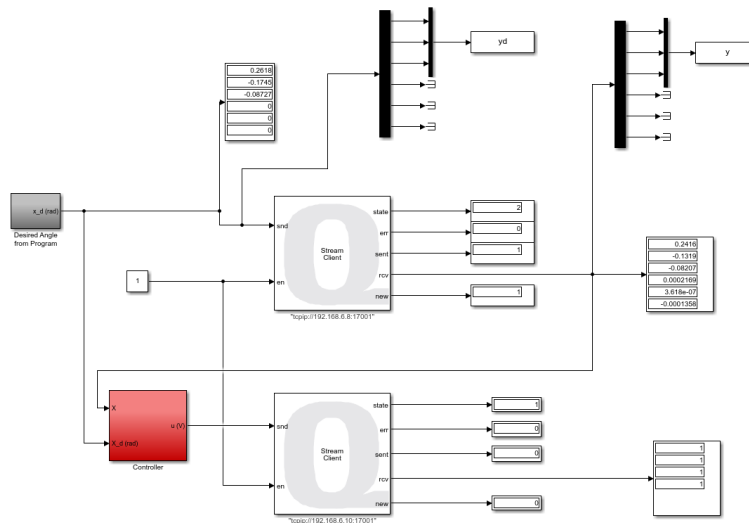 yd
y
0.2618
-0.1745
-0.08727
0
0
0
x_d (rad)
Desired Angle
from Program
snd
en
Stream
Client
state
err
sent
rcv
new
2
0
1
1
"tcpip://192.168.6.8:17001"
1
0.2416
-0.1319
-0.08207
0.0002169
3.618e-07
-0.0001358
X
X_d (rad)
u (V)
Controller
snd
en
Stream
Client
state
err
sent
rcv
new
1
0
0
0
"tcpip://192.168.6.10:17001"
1
1
1
1